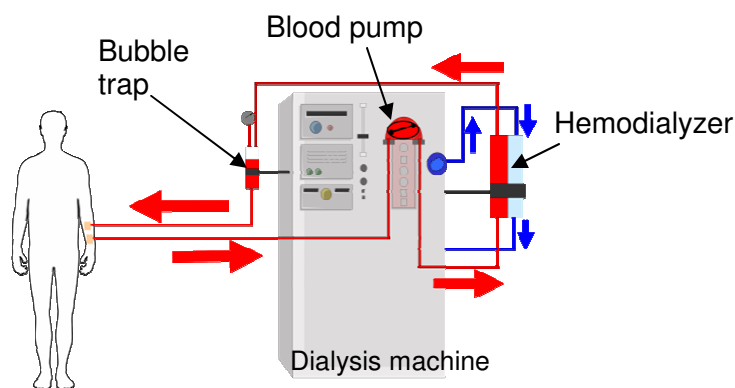 Blood pump
Bubble
trap
Hemodialyzer
Dialysis machine